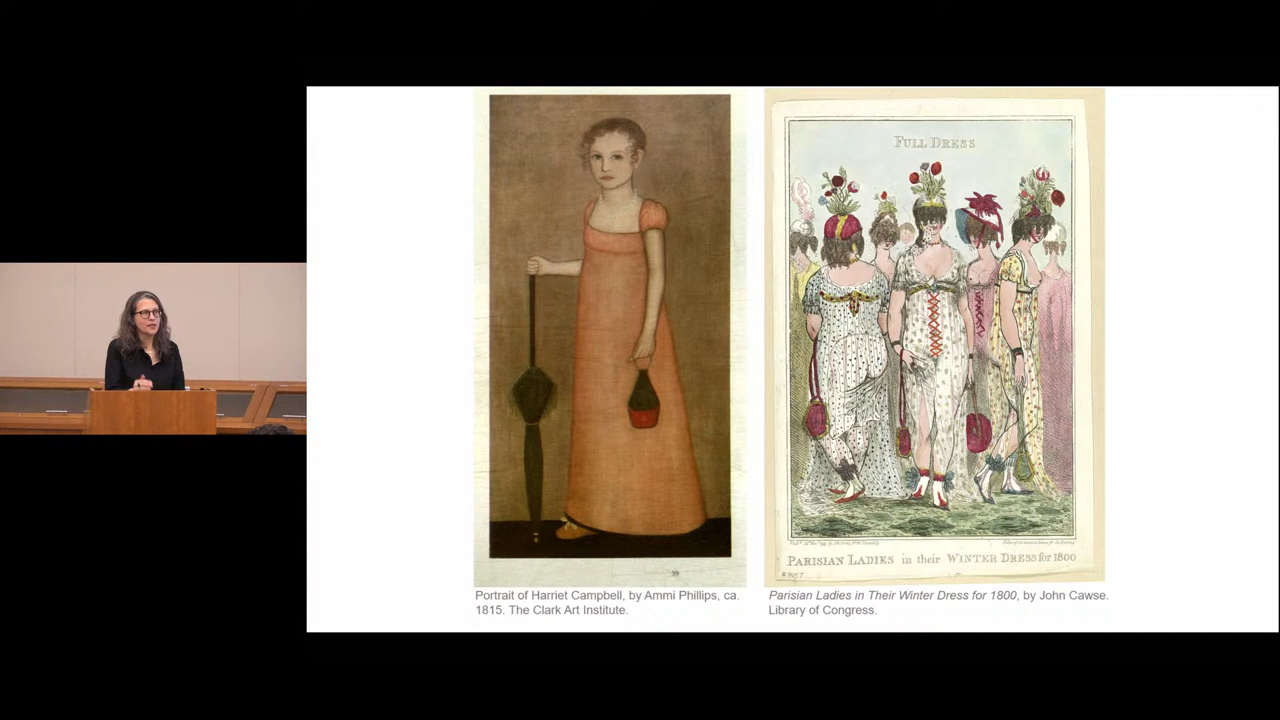 FULL DRESS
PARISIAN LADIES in their WINTER DRESS for 1800
Portrait of Harriet Campbell, by Ammi Phillips, ca.
1815. The Clark Art Institute.
Parisian Ladies in Their Winter Dress for 1800, by John Cawse.
Library of Congress.